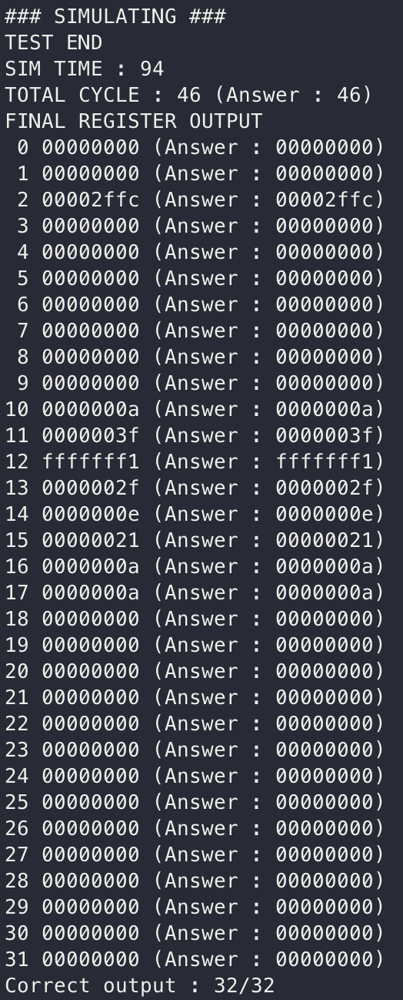 ### SIMULATING ###
TEST END
SIM TIME : 94
TOTAL CYCLE : 46 (Answer : 46)
FINAL REGISTER OUTPUT
 0 00000000 (Answer : 00000000)
 1 00000000 (Answer : 00000000)
 2 00002ffc (Answer : 00002ffc)
 3 00000000 (Answer : 00000000)
 4 00000000 (Answer : 00000000)
 5 00000000 (Answer : 00000000)
 6 00000000 (Answer : 00000000)
 7 00000000 (Answer : 00000000)
 8 00000000 (Answer : 00000000)
 9 00000000 (Answer : 00000000)
10 0000000a (Answer : 0000000a)
11 0000003f (Answer : 0000003f)
12 fffffff1 (Answer : fffffff1)
13 0000002f (Answer : 0000002f)
14 0000000e (Answer : 0000000e)
15 00000021 (Answer : 00000021)
16 0000000a (Answer : 0000000a)
17 0000000a (Answer : 0000000a)
18 00000000 (Answer : 00000000)
19 00000000 (Answer : 00000000)
20 00000000 (Answer : 00000000)
21 00000000 (Answer : 00000000)
22 00000000 (Answer : 00000000)
23 00000000 (Answer : 00000000)
24 00000000 (Answer : 00000000)
25 00000000 (Answer : 00000000)
26 00000000 (Answer : 00000000)
27 00000000 (Answer : 00000000)
28 00000000 (Answer : 00000000)
29 00000000 (Answer : 00000000)
30 00000000 (Answer : 00000000)
31 00000000 (Answer : 00000000)
Correct output : 32/32